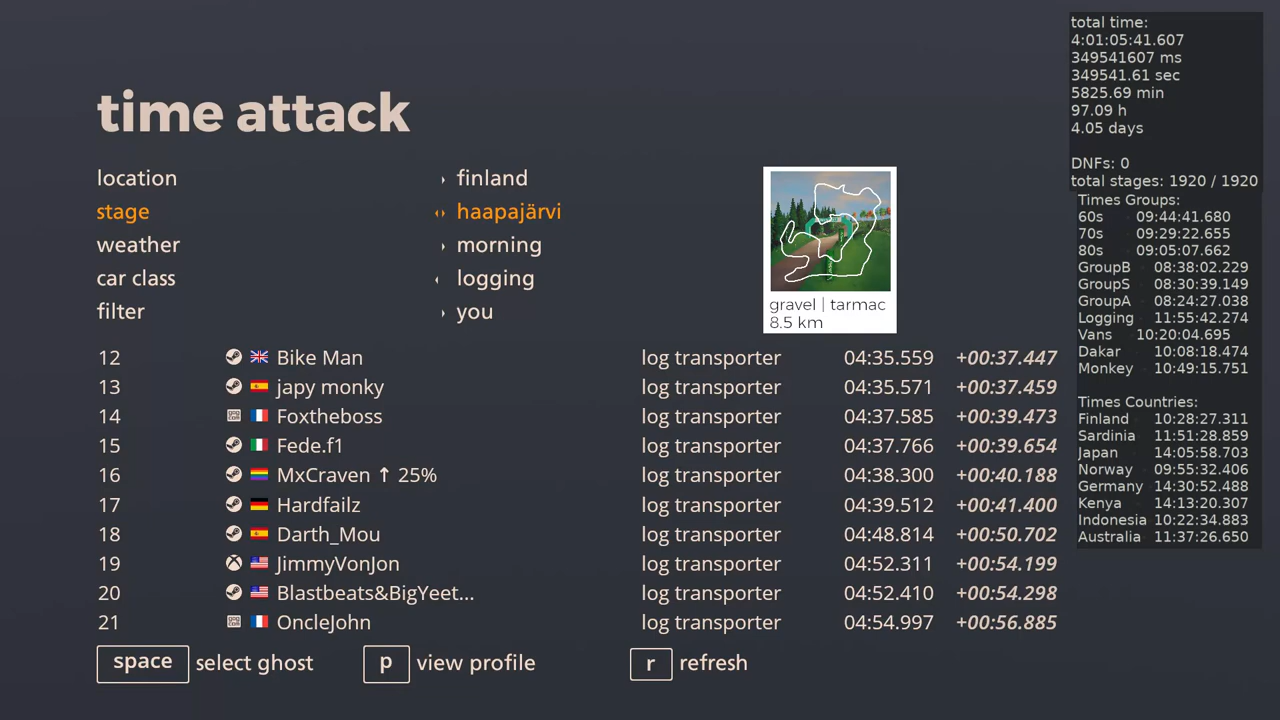 time attack
location finland
stage haapajärvi
weather morning
car class logging
filter you
gravel | tarmac
8.5 km
12 Bike Man log transporter 04:35.559 +00:37.447
13 japy monky log transporter 04:35.571 +00:37.459
14 Foxtheboss log transporter 04:37.585 +00:39.473
15 Fede.f1 log transporter 04:37.766 +00:39.654
16 MxCraven ↑ 25% log transporter 04:38.300 +00:40.188
17 Hardfailz log transporter 04:39.512 +00:41.400
18 Darth_Mou log transporter 04:48.814 +00:50.702
19 JimmyVonJon log transporter 04:52.311 +00:54.199
20 Blastbeats&BigYeet... log transporter 04:52.410 +00:54.298
21 OncleJohn log transporter 04:54.997 +00:56.885
space select ghost p view profile r refresh
total time:
4:01:05:41.607
349541607 ms
349541.61 sec
5825.69 min
97.09 h
4.05 days
DNFs: 0
total stages: 1920 / 1920
Times Groups:
60s 09:44:41.680
70s 09:29:22.655
80s 09:05:07.662
GroupB 08:38:02.229
GroupS 08:30:39.149
GroupA 08:24:27.038
Logging 11:55:42.274
Vans 10:20:04.695
Dakar 10:08:18.474
Monkey 10:49:15.751
Times Countries:
Finland 10:28:27.311
Sardinia 11:51:28.859
Japan 14:05:58.703
Norway 09:55:32.406
Germany 14:30:52.488
Kenya 14:13:20.307
Indonesia 10:22:34.883
Australia 11:37:26.650